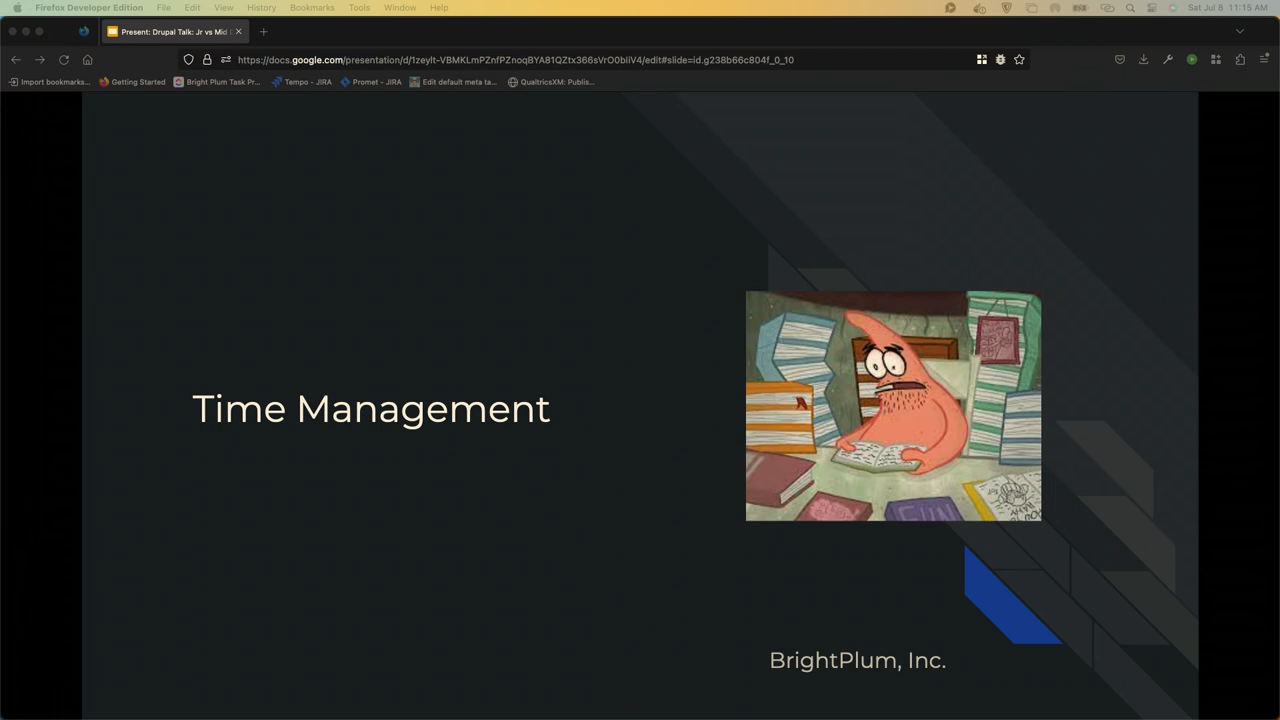 Firefox Developer Edition File Edit View History Bookmarks Tools Window Help Sat Jul 8 11:15 AM
Present: Drupal Talk: Jr vs Mid
https://docs.google.com/presentation/d/1zeylt-VBMKLmPZnfPZnoqBYA81QZtx366sVrO0bliV4/edit#slide=id.g238b66c804f_0_10
Import bookmarks... Getting Started Bright Plum Task Pr... Tempo - JIRA Promet - JIRA Edit default meta ta... QualtricsXM: Publis...
Time Management
FUN
BrightPlum, Inc.